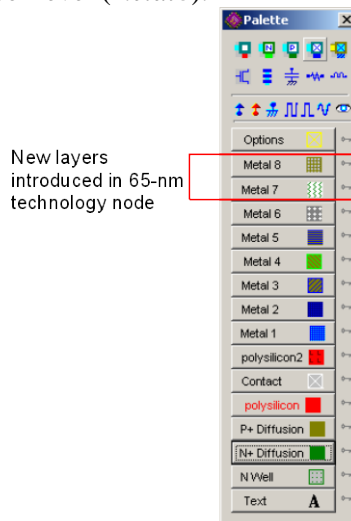 Palette
Options
New layers
introduced in 65-nm
technology node
Metal 8
Metal 7
Metal 6
Metal 5
Metal 4
Metal 3
Metal 2
Metal 1
polysilicon2
Contact
polysilicon
P+ Diffusion
N+ Diffusion
N Well
Text A